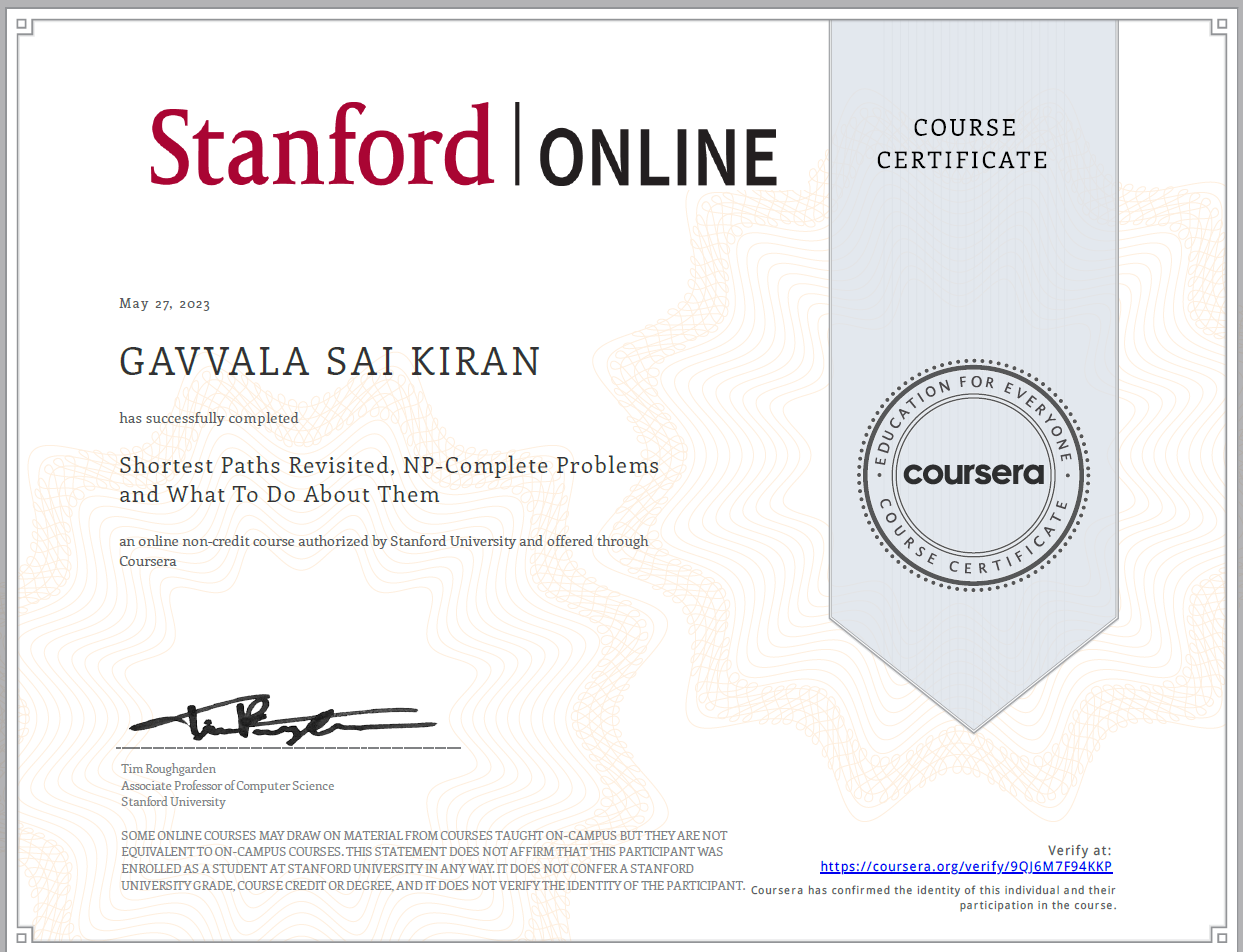 Stanford | ONLINE
COURSE
CERTIFICATE
May 27, 2023
GAVVALA SAI KIRAN
has successfully completed
Shortest Paths Revisited, NP-Complete Problems
and What To Do About Them
an online non-credit course authorized by Stanford University and offered through
Coursera
EDUCATION FOR EVERYONE
coursera
COURSE CERTIFICATE
Tim Roughgarden
Associate Professor of Computer Science
Stanford University
SOME ONLINE COURSES MAY DRAW ON MATERIAL FROM COURSES TAUGHT ON-CAMPUS BUT THEY ARE NOT
EQUIVALENT TO ON-CAMPUS COURSES. THIS STATEMENT DOES NOT AFFIRM THAT THIS PARTICIPANT WAS
ENROLLED AS A STUDENT AT STANFORD UNIVERSITY IN ANY WAY. IT DOES NOT CONFER A STANFORD
UNIVERSITY GRADE, COURSE CREDIT OR DEGREE, AND IT DOES NOT VERIFY THE IDENTITY OF THE PARTICIPANT.
Verify at:
https://coursera.org/verify/9QJ6M7F94KKP
Coursera has confirmed the identity of this individual and their
participation in the course.